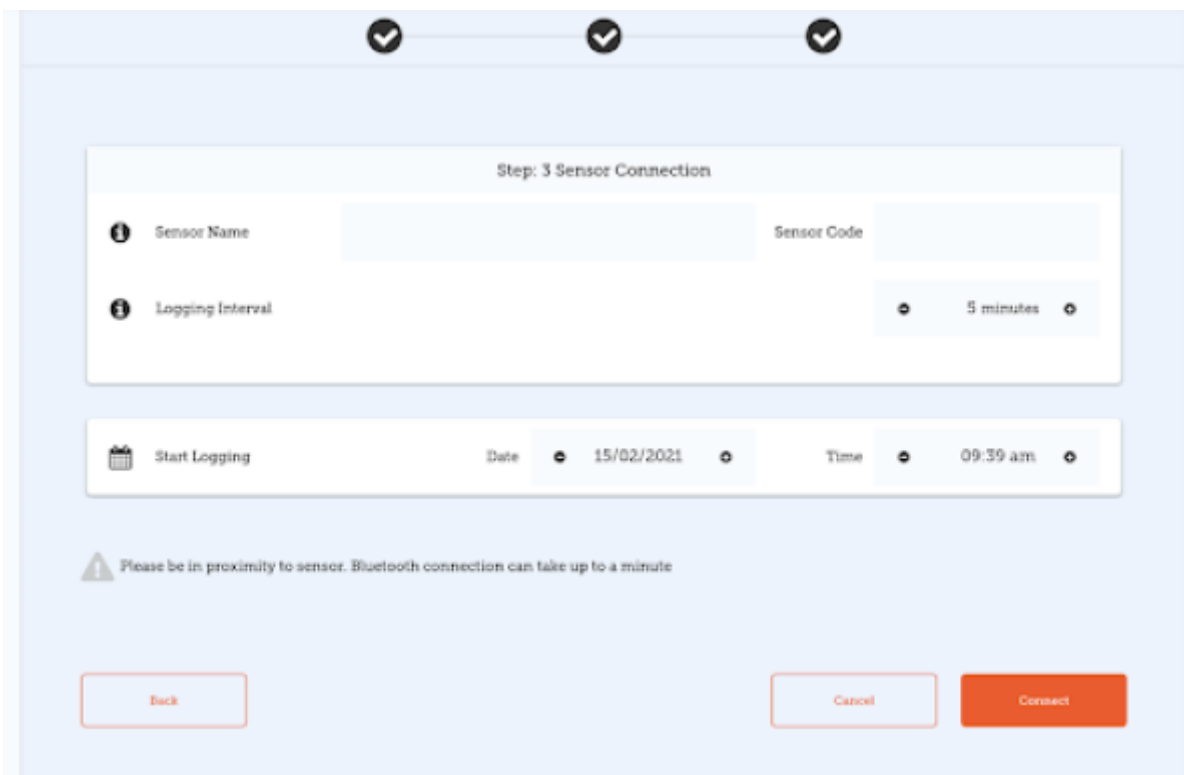 Step: 3 Sensor Connection
Sensor Name Sensor Code
Logging Interval 5 minutes
Start Logging Date 15/02/2021 Time 09:39 am
Please be in proximity to sensor. Bluetooth connection can take up to a minute
Back Cancel Connect